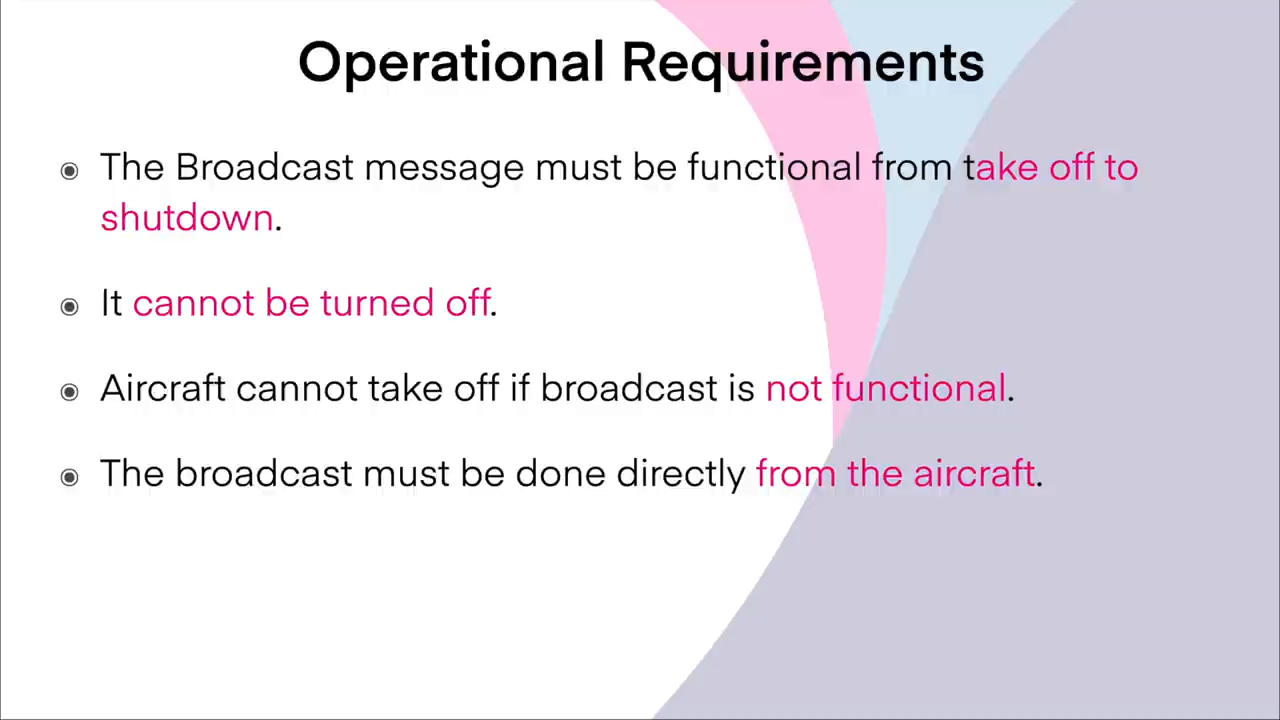 Operational Requirements
The Broadcast message must be functional from take off to
shutdown.
It cannot be turned off.
Aircraft cannot take off if broadcast is not functional.
The broadcast must be done directly from the aircraft.